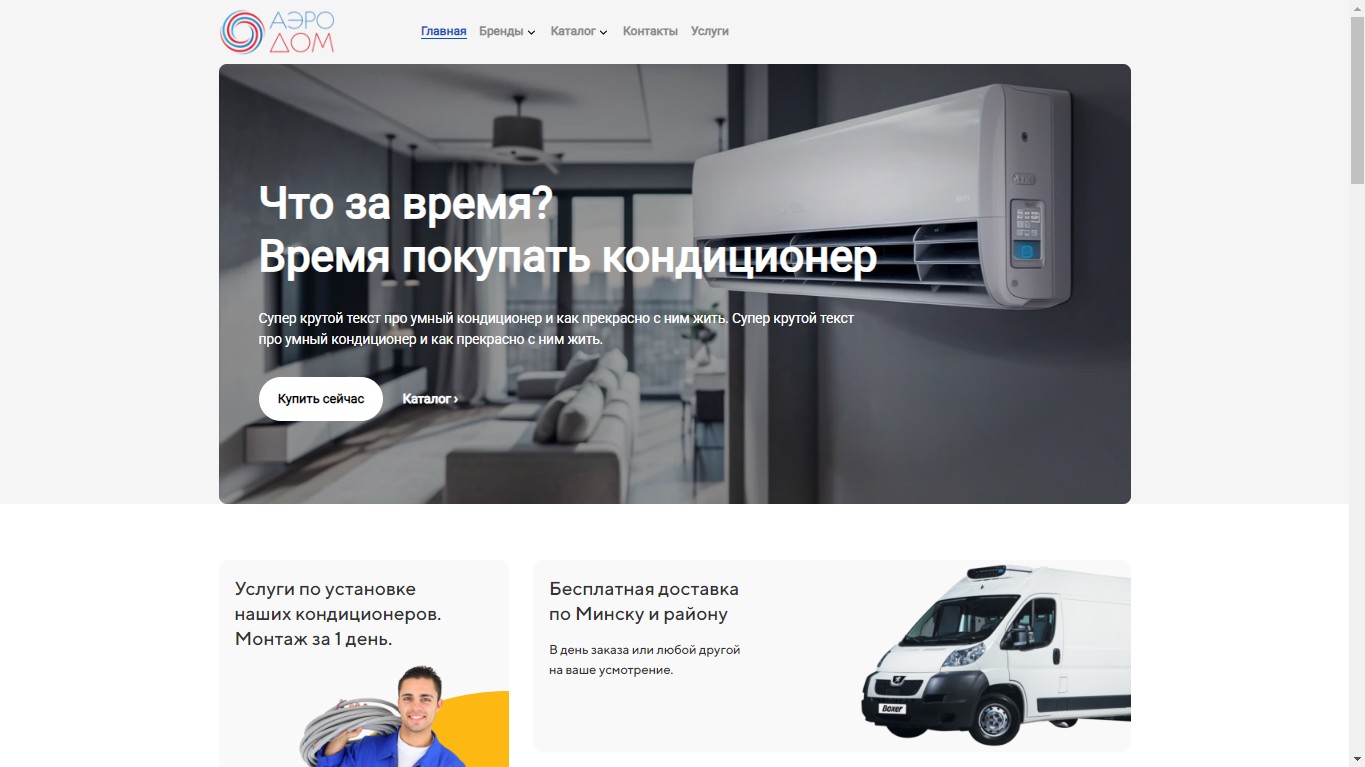 АЭРО
ДОМ
Главная Бренды Каталог Контакты Услуги
Что за время?
Время покупать кондиционер
Супер крутой текст про умный кондиционер и как прекрасно с ним жить. Супер крутой текст
про умный кондиционер и как прекрасно с ним жить.
Купить сейчас Каталог ›
Услуги по установке
наших кондиционеров.
Монтаж за 1 день.
Бесплатная доставка
по Минску и району
В день заказа или любой другой
на ваше усмотрение.
Boxer